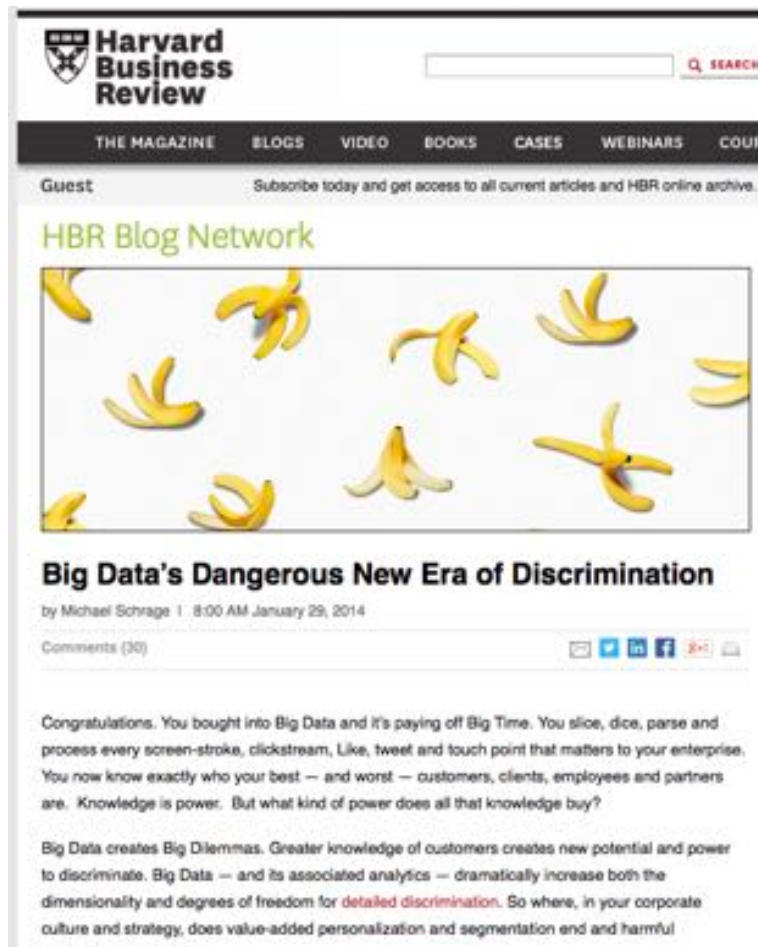 Harvard
Business
Review
SEARCH
THE MAGAZINE BLOGS VIDEO BOOKS CASES WEBINARS COUR
Guest Subscribe today and get access to all current articles and HBR online archive.
HBR Blog Network
Big Data's Dangerous New Era of Discrimination
by Michael Schrage | 8:00 AM January 29, 2014
Comments (30)
Congratulations. You bought into Big Data and it's paying off Big Time. You slice, dice, parse and
process every screen-stroke, clickstream, Like, tweet and touch point that matters to your enterprise.
You now know exactly who your best — and worst — customers, clients, employees and partners
are. Knowledge is power. But what kind of power does all that knowledge buy?
Big Data creates Big Dilemmas. Greater knowledge of customers creates new potential and power
to discriminate. Big Data — and its associated analytics — dramatically increase both the
dimensionality and degrees of freedom for detailed discrimination. So where, in your corporate
culture and strategy, does value-added personalization and segmentation end and harmful